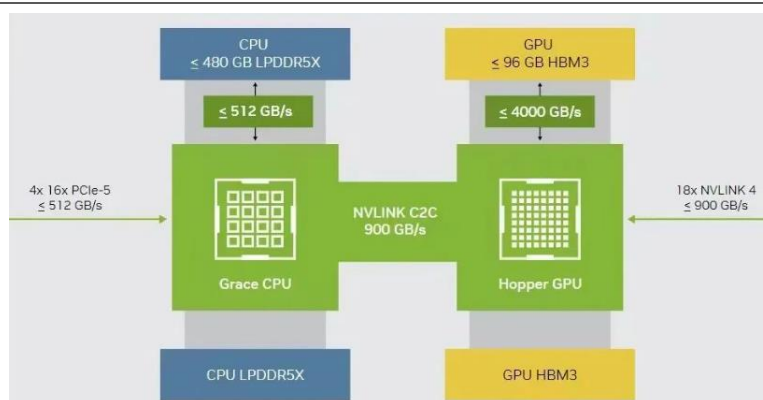 CPU
≤ 480 GB LPDDR5X
GPU
≤ 96 GB HBM3
≤ 512 GB/s
≤ 4000 GB/s
4x 16x PCIe-5
≤ 512 GB/s
NVLINK C2C
900 GB/s
18x NVLINK 4
≤ 900 GB/s
Grace CPU
Hopper GPU
CPU LPDDR5X
GPU HBM3